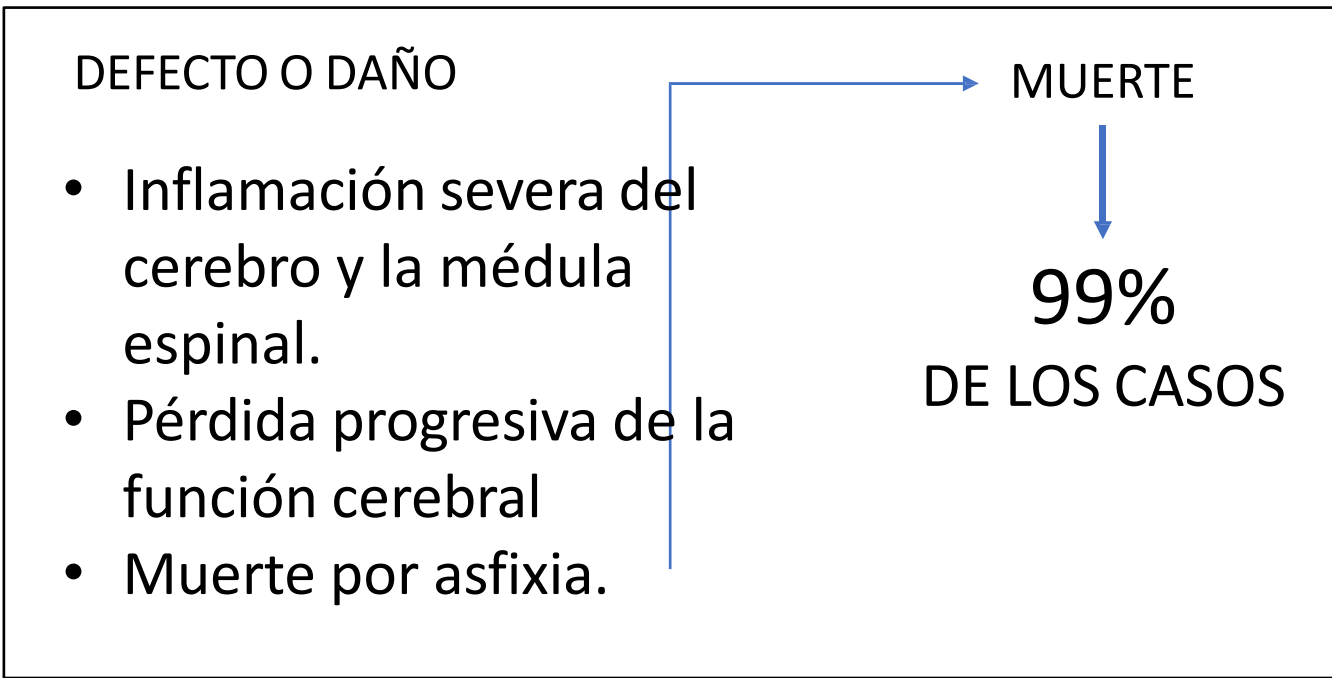 DEFECTO O DAÑO
• Inflamación severa del
cerebro y la médula
espinal.
• Pérdida progresiva de la
función cerebral
• Muerte por asfixia.
MUERTE
99%
DE LOS CASOS